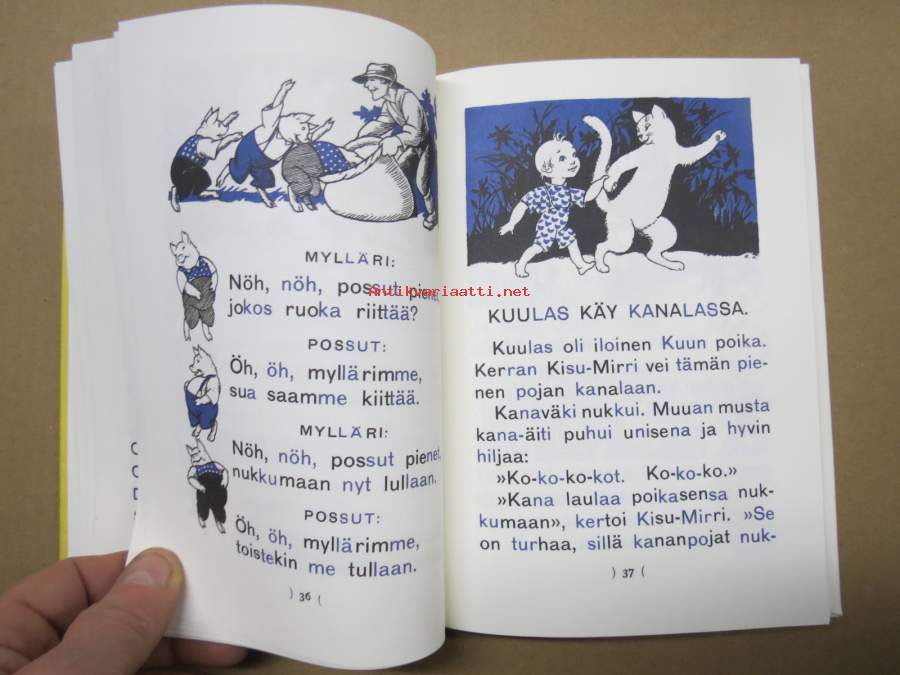 MYLLÄRI:
Nöh, nöh, possut pienet,
jokos ruoka riittää?
POSSUT:
Öh, öh, myllärimme,
sua saamme kiittää.
MYLLÄRI:
Nöh, nöh, possut pienet,
nukkumaan nyt lullaan.
POSSUT:
Öh, öh, myllärimme,
toistekin me tullaan.
) 36 (
antikvariaatti.net
KUULAS KÄY KANALASSA.
Kuulas oli iloinen Kuun poika.
Kerran Kisu-Mirri vei tämän pie-
nen pojan kanalaan.
Kanaväki nukkui. Muuan musta
kana-äiti puhui unisena ja hyvin
hiljaa:
»Ko-ko-ko-kot. Ko-ko-ko.»
»Kana laulaa poikasensa nuk-
kumaan», kertoi Kisu-Mirri. »Se
on turhaa, sillä kananpojat nuk-
) 37 (